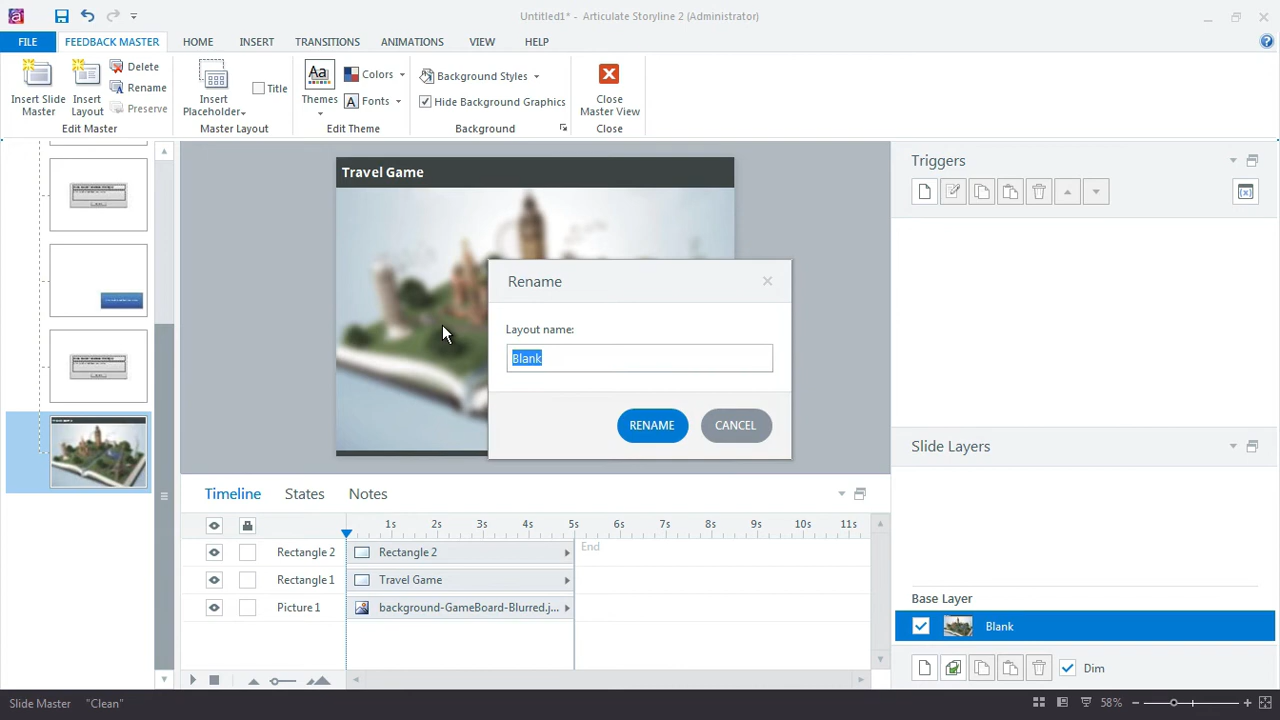 Untitled1* - Articulate Storyline 2 (Administrator)
FILE FEEDBACK MASTER HOME INSERT TRANSITIONS ANIMATIONS VIEW HELP
Insert Slide Master
Insert Layout
Delete
Rename
Preserve
Edit Master
Insert Placeholder
Title
Master Layout
Themes
Colors
Fonts
Edit Theme
Background Styles
Hide Background Graphics
Background
Close Master View
Close
Travel Game
Rename
Layout name:
Blank
RENAME CANCEL
Triggers
Slide Layers
Base Layer
Blank
Dim
Timeline States Notes
1s 2s 3s 4s 5s 6s 7s 8s 9s 10s 11s
Rectangle 2 Rectangle 2 End
Rectangle 1 Travel Game
Picture 1 background-GameBoard-Blurred.j...
Slide Master "Clean" 58%